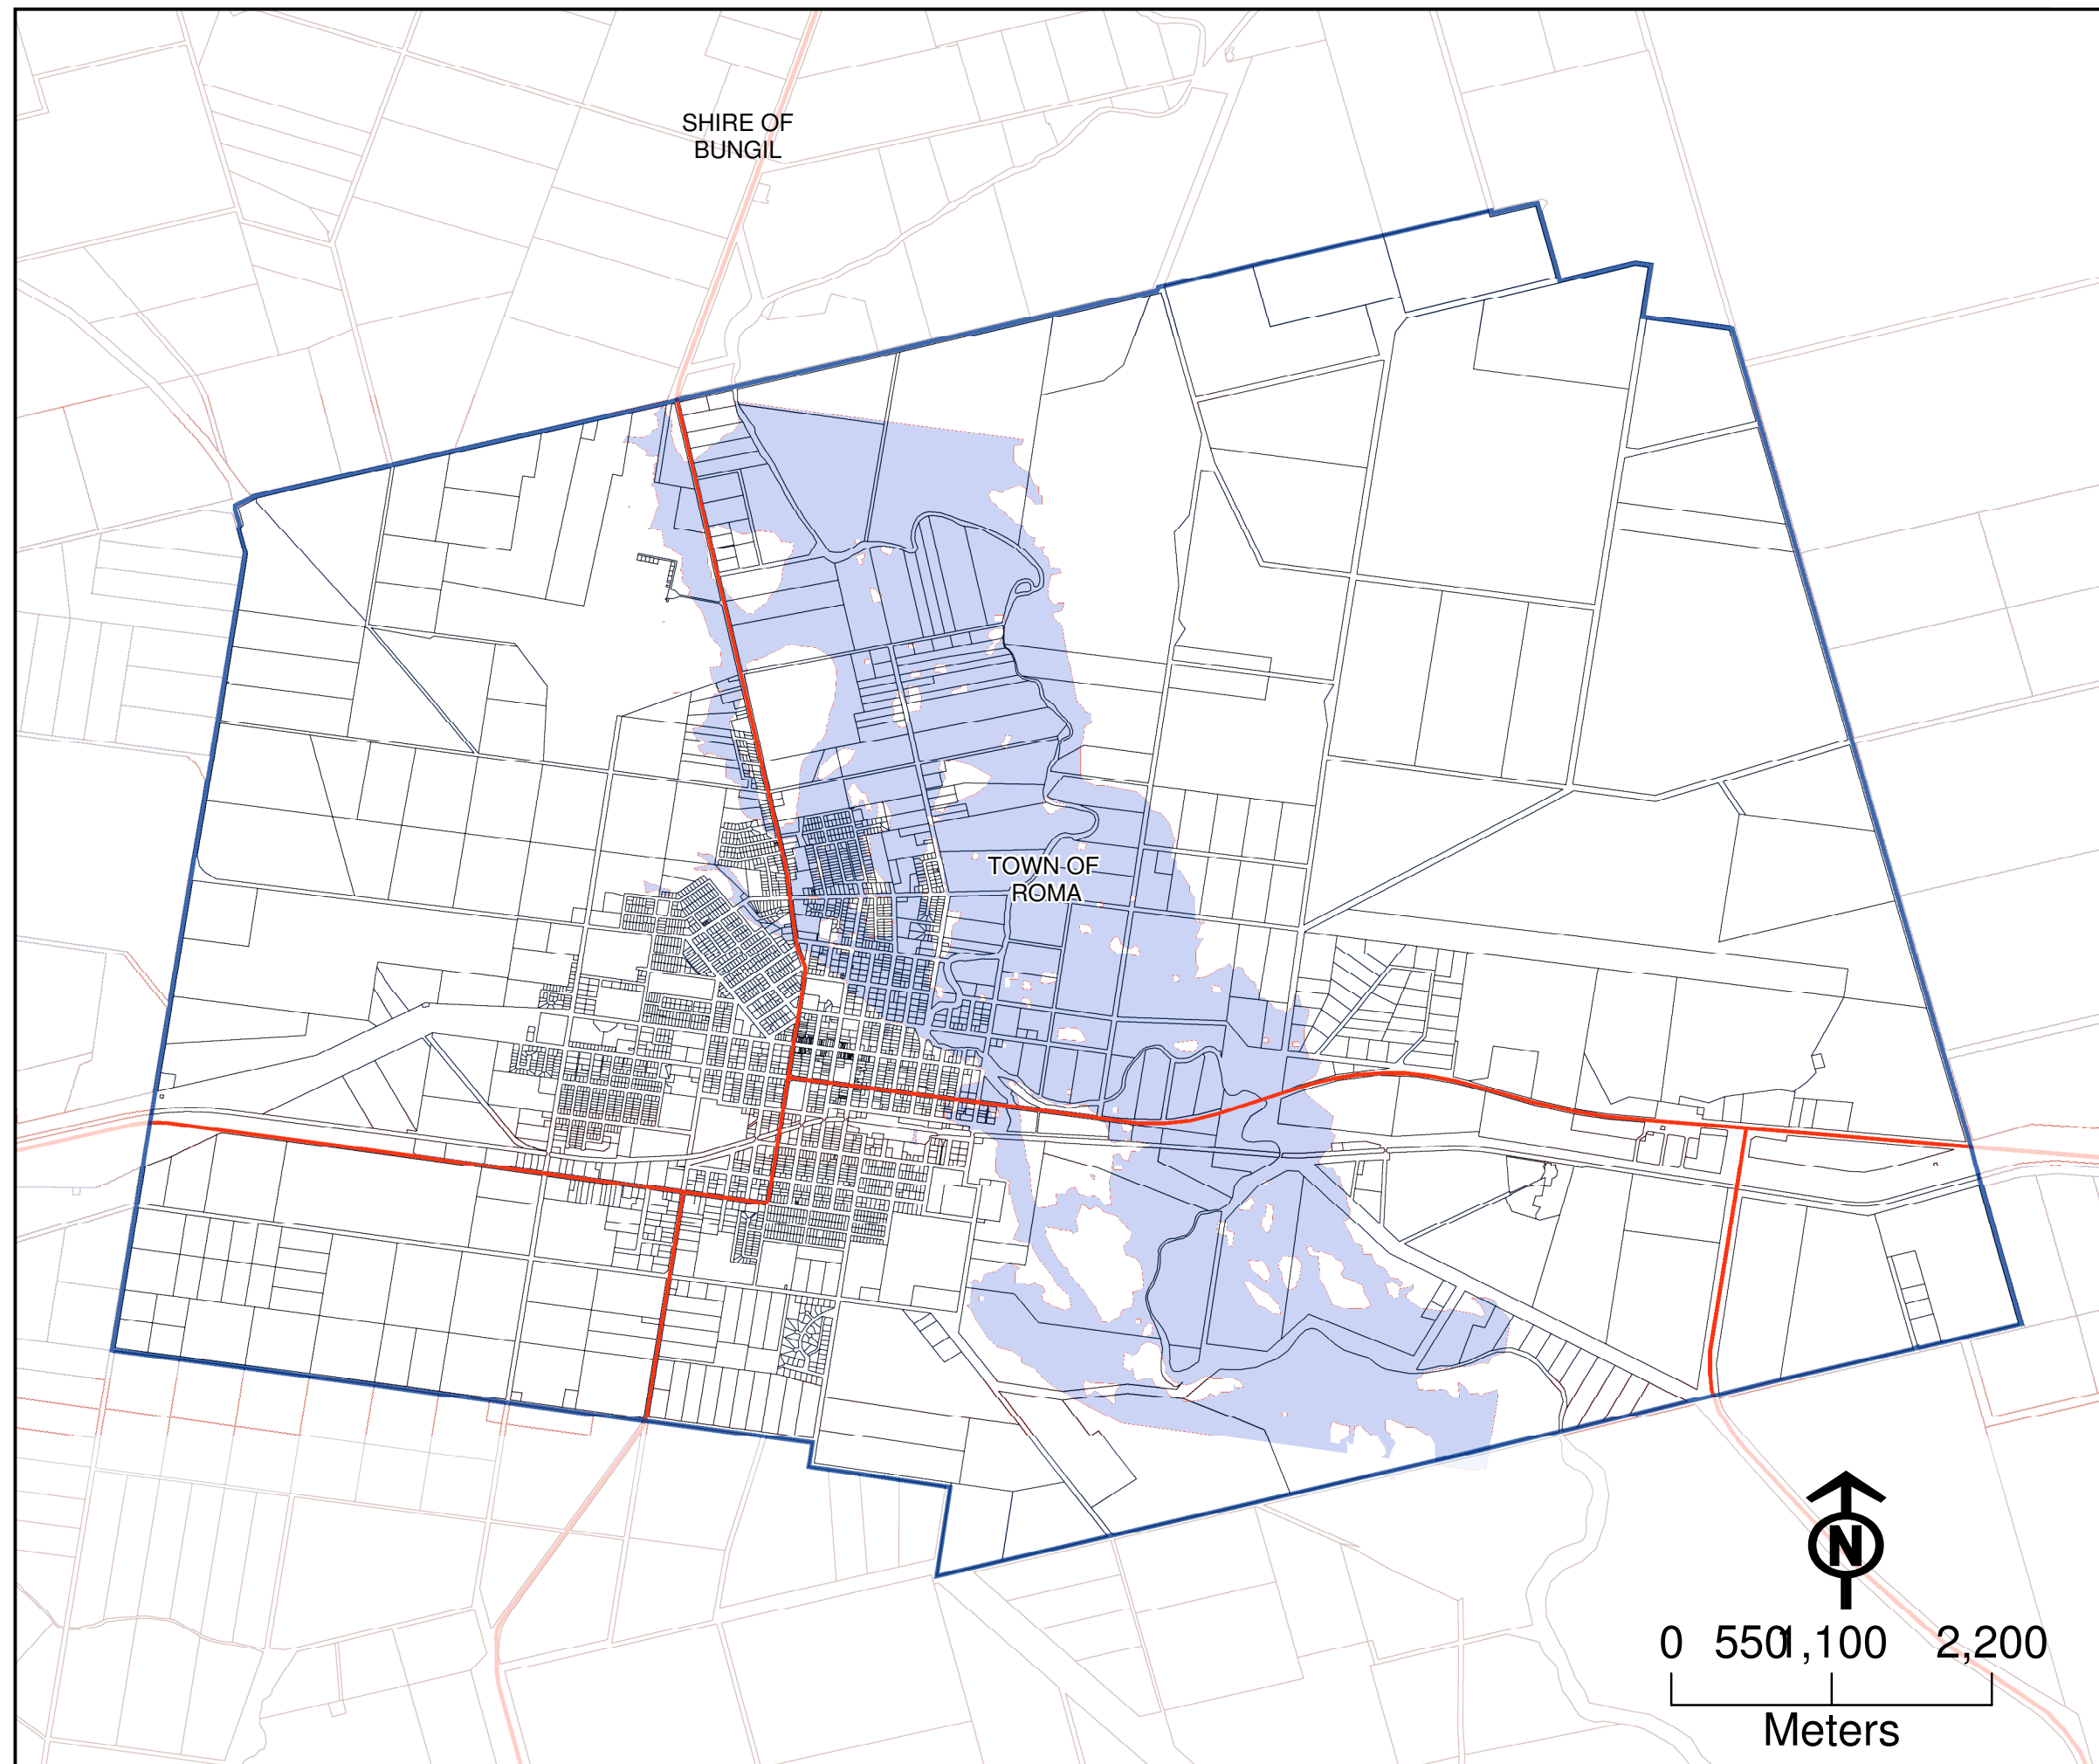 SHIRE OF
BUNGIL
TOWN OF
ROMA
N
0 550 1,100 2,200
Meters